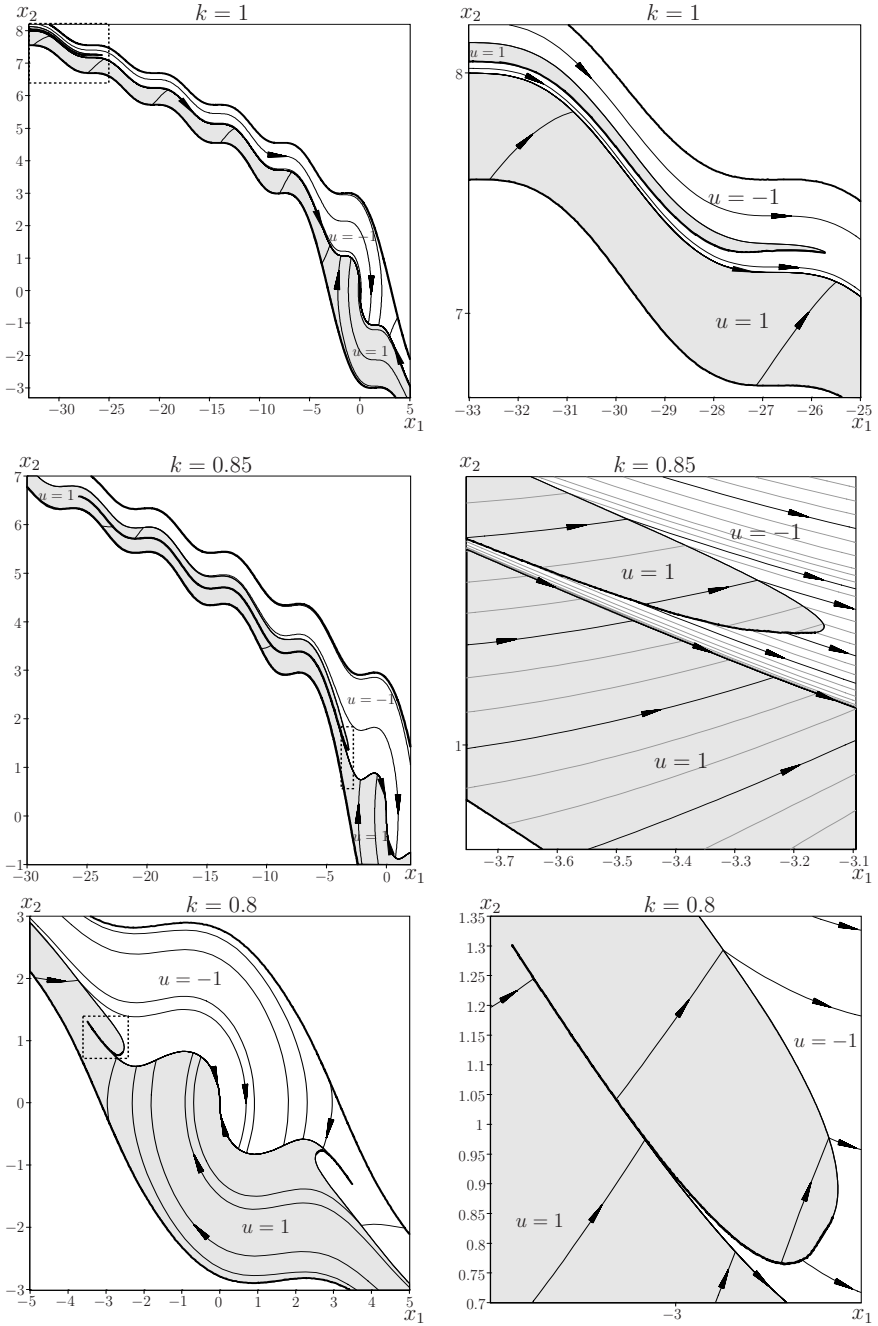 x₂ k = 1
8
7
6
5
4
3
2
1
0
−1
−2
−3
u = −1
u = 1
−30 −25 −20 −15 −10 −5 0 5
x₁
x₂ k = 1
8
7
u = 1
u = −1
u = 1
−33 −32 −31 −30 −29 −28 −27 −26 −25
x₁
x₂ k = 0.85
7
6
5
4
3
2
1
0
−1
u = 1
u = −1
u = 1
−30 −25 −20 −15 −10 −5 0
x₁
x₂ k = 0.85
1
u = −1
u = 1
u = 1
−3.7 −3.6 −3.5 −3.4 −3.3 −3.2 −3.1
x₁
x₂ k = 0.8
3
2
1
0
−1
−2
−3
u = −1
u = 1
−5 −4 −3 −2 −1 0 1 2 3 4 5
x₁
x₂ k = 0.8
1.35
1.3
1.25
1.2
1.15
1.1
1.05
1
0.95
0.9
0.85
0.8
0.75
0.7
u = −1
u = 1
−3
x₁